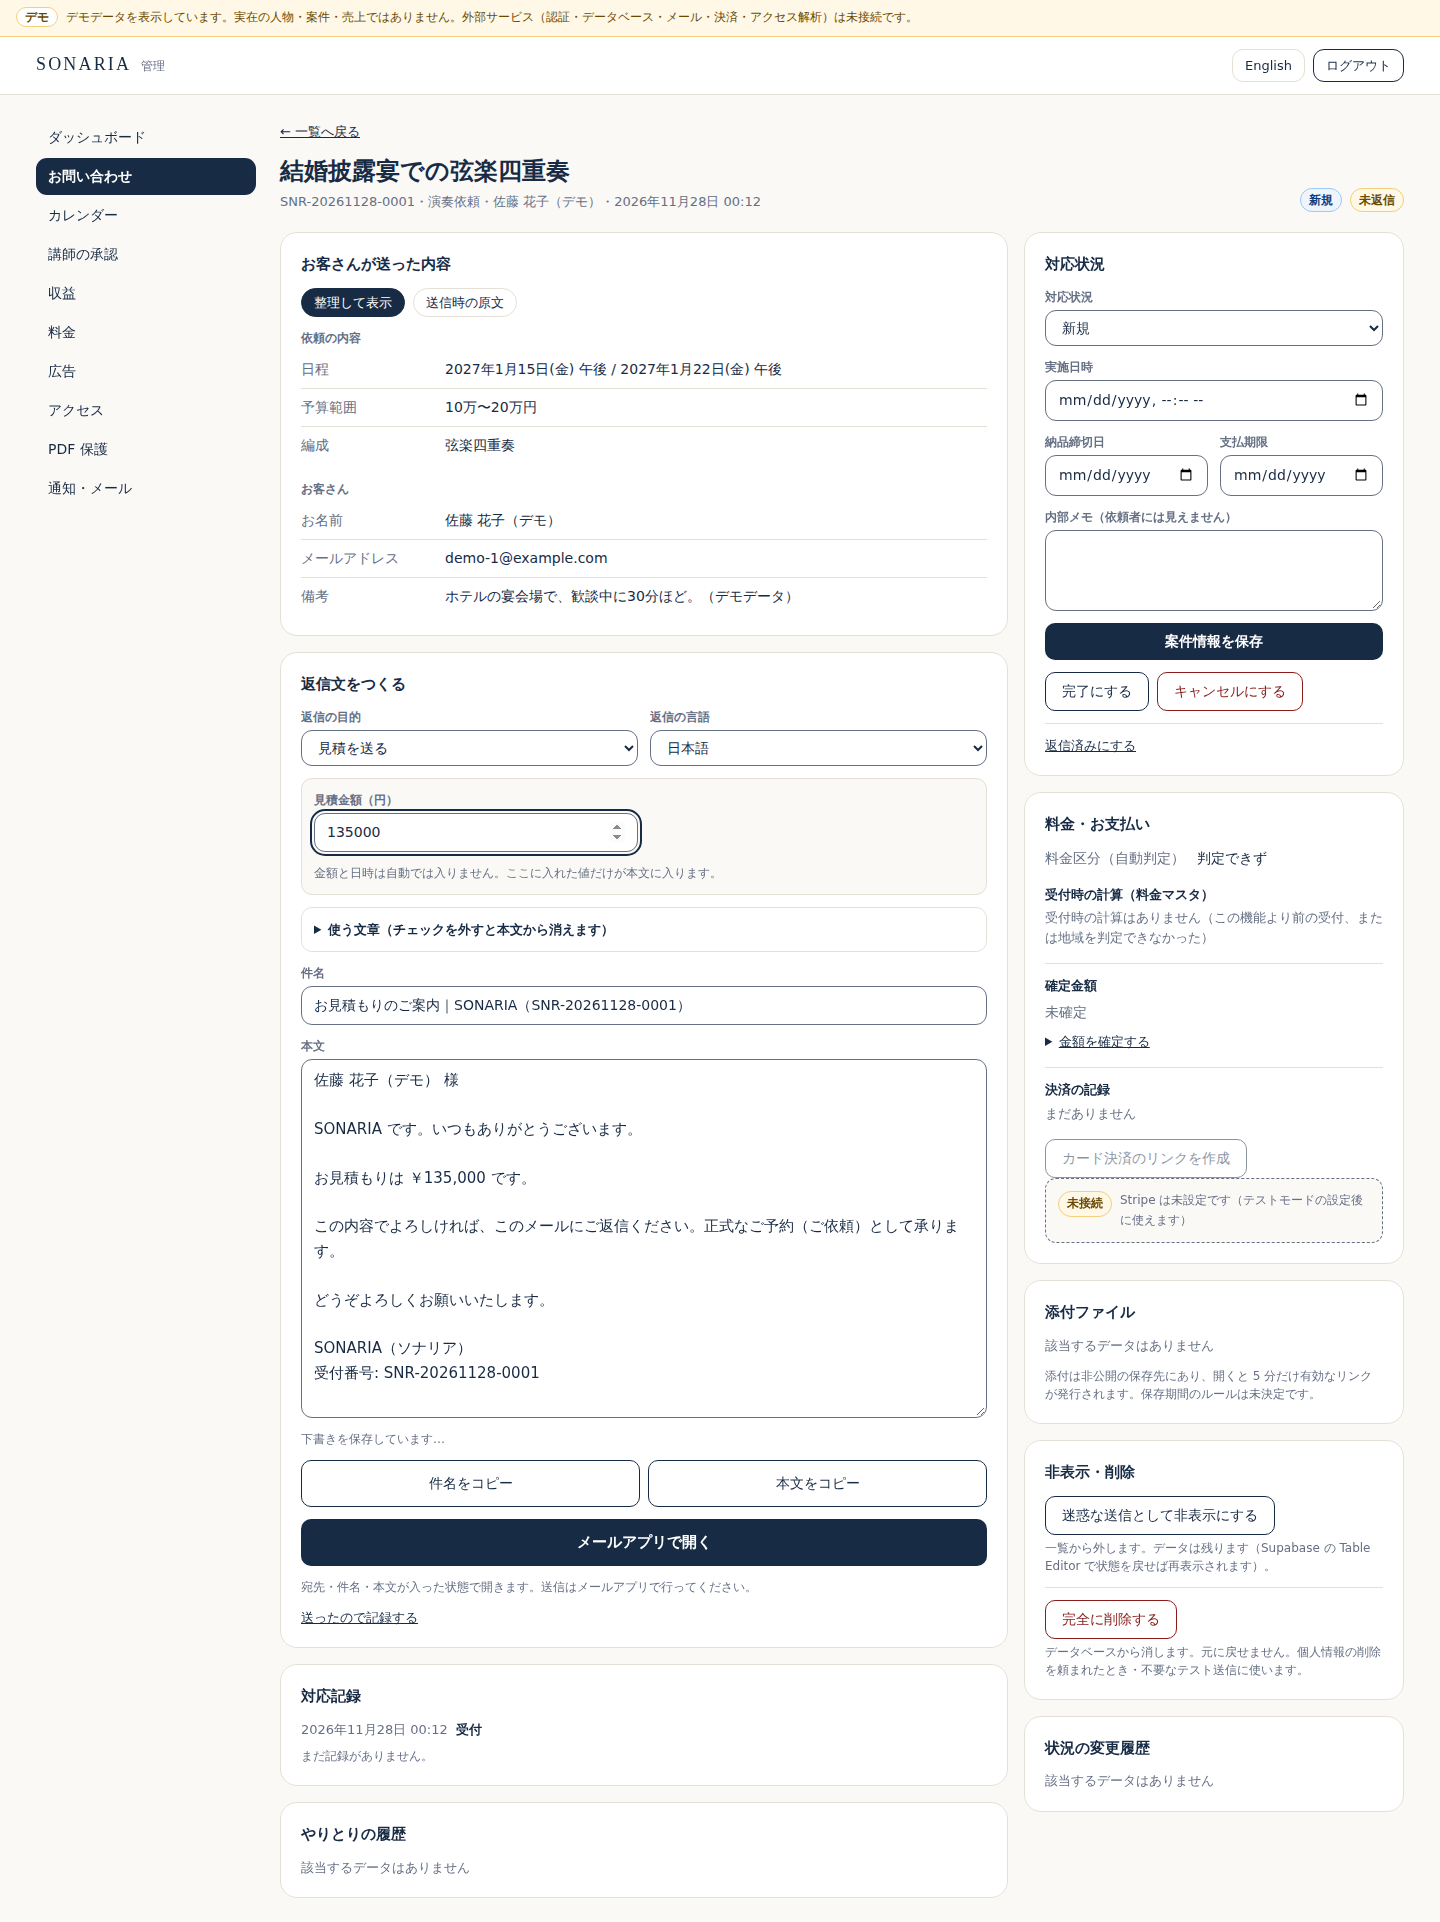 デモ デモデータを表示しています。実在の人物・案件・売上ではありません。外部サービス（認証・データベース・メール・決済・アクセス解析）は未接続です。
SONARIA 管理
English ログアウト
ダッシュボード
お問い合わせ
カレンダー
講師の承認
収益
料金
広告
アクセス
PDF 保護
通知・メール
← 一覧へ戻る
結婚披露宴での弦楽四重奏
SNR-20261128-0001・演奏依頼・佐藤 花子（デモ）・2026年11月28日 00:12
新規 未返信
お客さんが送った内容
整理して表示 送信時の原文
依頼の内容
日程 2027年1月15日(金) 午後 / 2027年1月22日(金) 午後
予算範囲 10万〜20万円
編成 弦楽四重奏
お客さん
お名前 佐藤 花子（デモ）
メールアドレス demo-1@example.com
備考 ホテルの宴会場で、歓談中に30分ほど。（デモデータ）
返信文をつくる
返信の目的 返信の言語
見積を送る 日本語
見積金額（円）
135000
金額と日時は自動では入りません。ここに入れた値だけが本文に入ります。
▶ 使う文章（チェックを外すと本文から消えます）
件名
お見積もりのご案内｜SONARIA（SNR-20261128-0001）
本文
佐藤 花子（デモ） 様
SONARIA です。いつもありがとうございます。
お見積もりは ￥135,000 です。
この内容でよろしければ、このメールにご返信ください。正式なご予約（ご依頼）として承りま
す。
どうぞよろしくお願いいたします。
SONARIA（ソナリア）
受付番号: SNR-20261128-0001
下書きを保存しています…
件名をコピー 本文をコピー
メールアプリで開く
宛先・件名・本文が入った状態で開きます。送信はメールアプリで行ってください。
送ったので記録する
対応記録
2026年11月28日 00:12 受付
まだ記録がありません。
やりとりの履歴
該当するデータはありません
対応状況
対応状況
新規
実施日時
mm/dd/yyyy, --:-- --
納品締切日 支払期限
mm/dd/yyyy mm/dd/yyyy
内部メモ（依頼者には見えません）
案件情報を保存
完了にする キャンセルにする
返信済みにする
料金・お支払い
料金区分（自動判定） 判定できず
受付時の計算（料金マスタ）
受付時の計算はありません（この機能より前の受付、また
は地域を判定できなかった）
確定金額
未確定
▶ 金額を確定する
決済の記録
まだありません
カード決済のリンクを作成
未接続 Stripe は未設定です（テストモードの設定後
に使えます）
添付ファイル
該当するデータはありません
添付は非公開の保存先にあり、開くと 5 分だけ有効なリンク
が発行されます。保存期間のルールは未決定です。
非表示・削除
迷惑な送信として非表示にする
一覧から外します。データは残ります（Supabase の Table
Editor で状態を戻せば再表示されます）。
完全に削除する
データベースから消します。元に戻せません。個人情報の削除
を頼まれたとき・不要なテスト送信に使います。
状況の変更履歴
該当するデータはありません